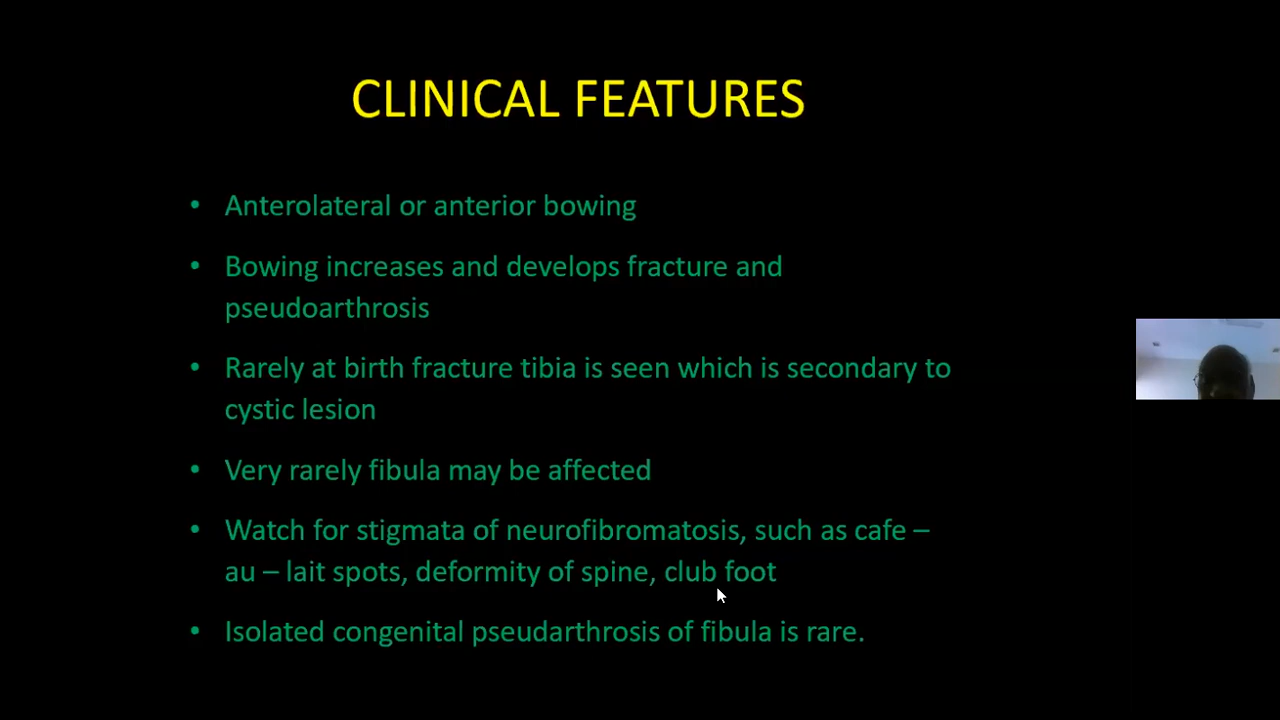 CLINICAL FEATURES
• Anterolateral or anterior bowing
• Bowing increases and develops fracture and
pseudoarthrosis
• Rarely at birth fracture tibia is seen which is secondary to
cystic lesion
• Very rarely fibula may be affected
• Watch for stigmata of neurofibromatosis, such as cafe –
au – lait spots, deformity of spine, club foot
• Isolated congenital pseudarthrosis of fibula is rare.